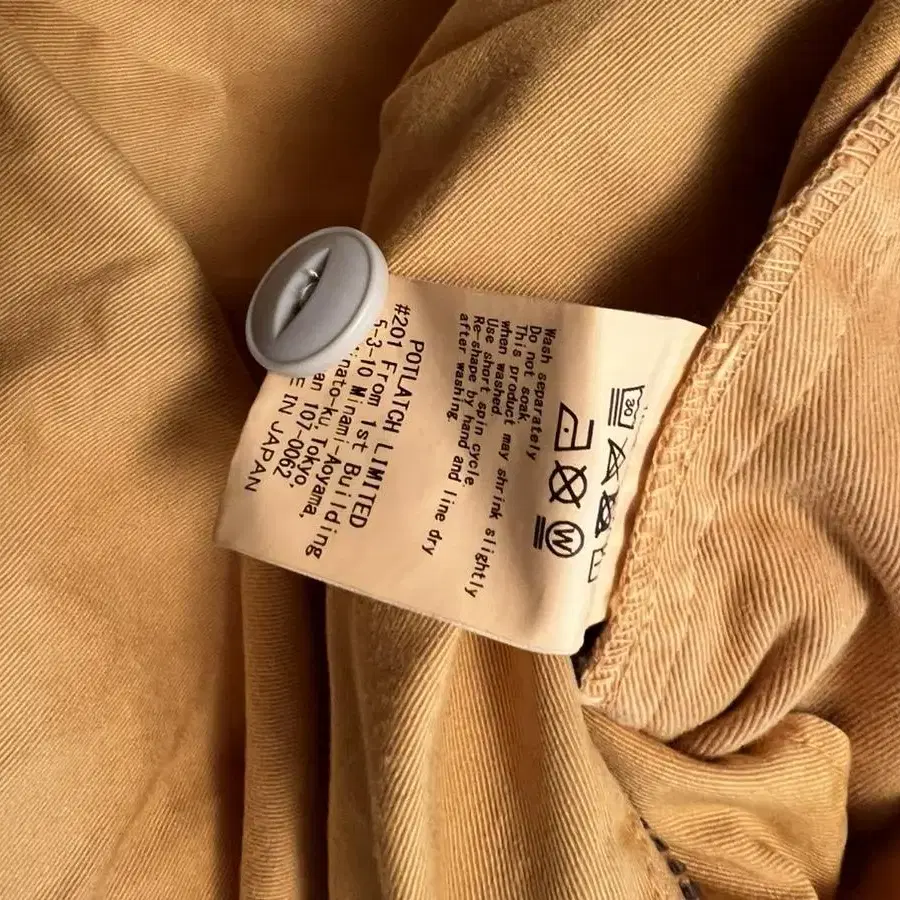 30
W
Wash separately
Do not soak.
This product may shrink slightly
when washed.
Use short spin cycle.
Re-shape by hand and line dry
after washing.
POTLATCH LIMITED
#201 From 1st Building
5-3-10 Minami-Aoyama,
Tokyo,
107-0062,
IN JAPAN